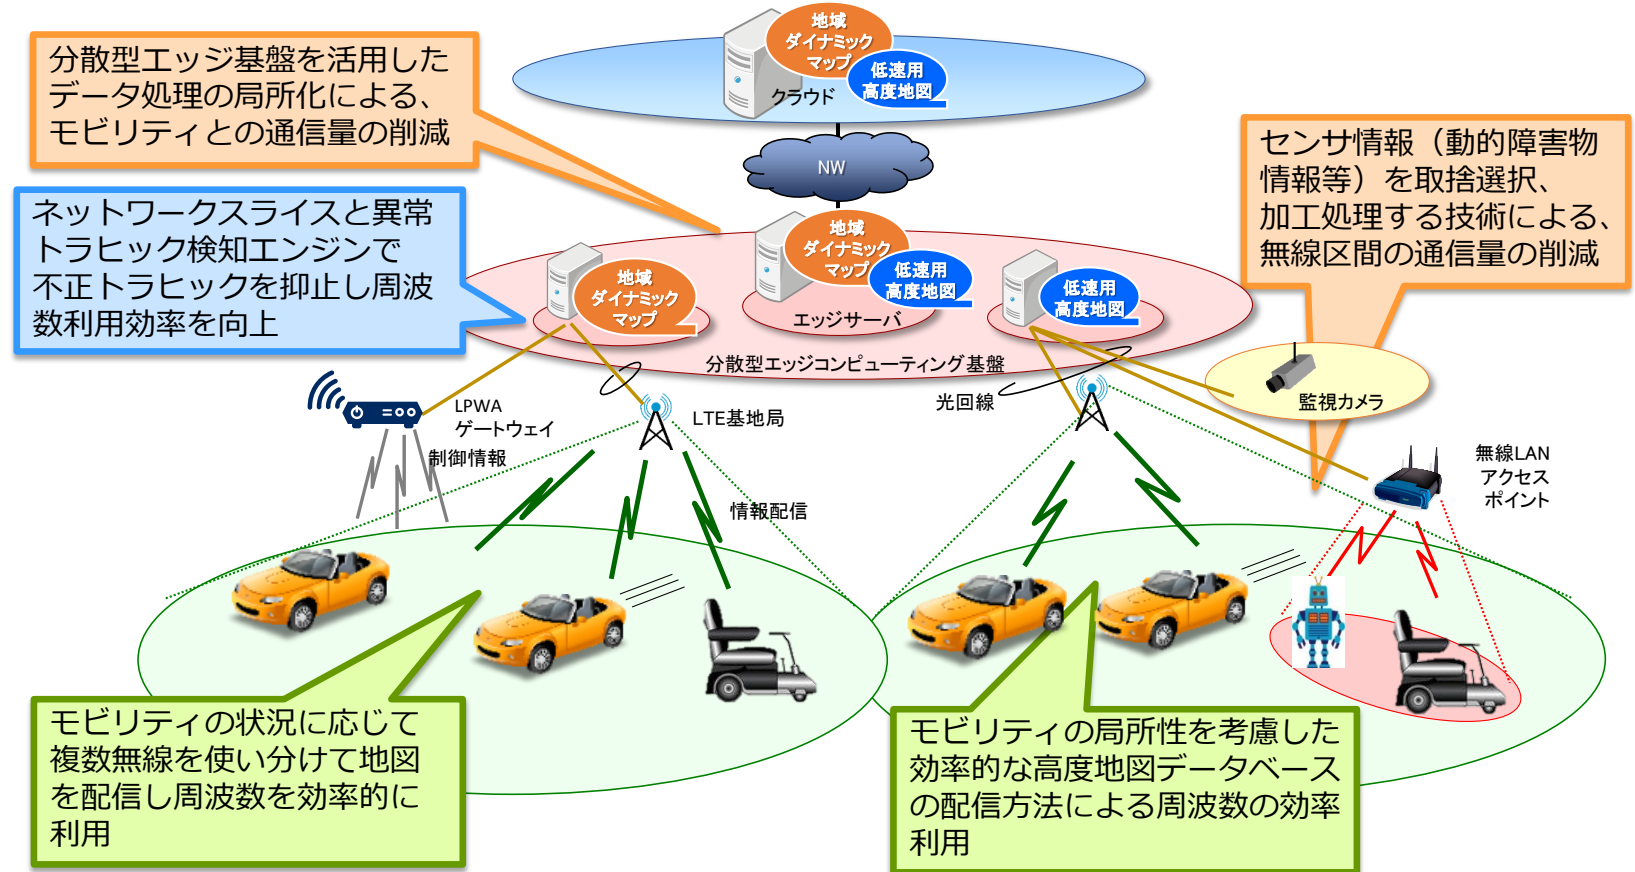 地域
ダイナミック
マップ
低速用
高度地図
クラウド
分散型エッジ基盤を活用した
データ処理の局所化による、
モビリティとの通信量の削減
NW
センサ情報（動的障害物
情報等）を取捨選択、
加工処理する技術による、
無線区間の通信量の削減
ネットワークスライスと異常
トラヒック検知エンジンで
不正トラヒックを抑止し周波
数利用効率を向上
地域
ダイナミック
マップ
地域
ダイナミック
マップ
低速用
高度地図
低速用
高度地図
エッジサーバ
分散型エッジコンピューティング基盤
LPWA
ゲートウェイ
LTE基地局
光回線
監視カメラ
制御情報
無線LAN
アクセス
ポイント
情報配信
モビリティの状況に応じて
複数無線を使い分けて地図
を配信し周波数を効率的に
利用
モビリティの局所性を考慮した
効率的な高度地図データベース
の配信方法による周波数の効率
利用